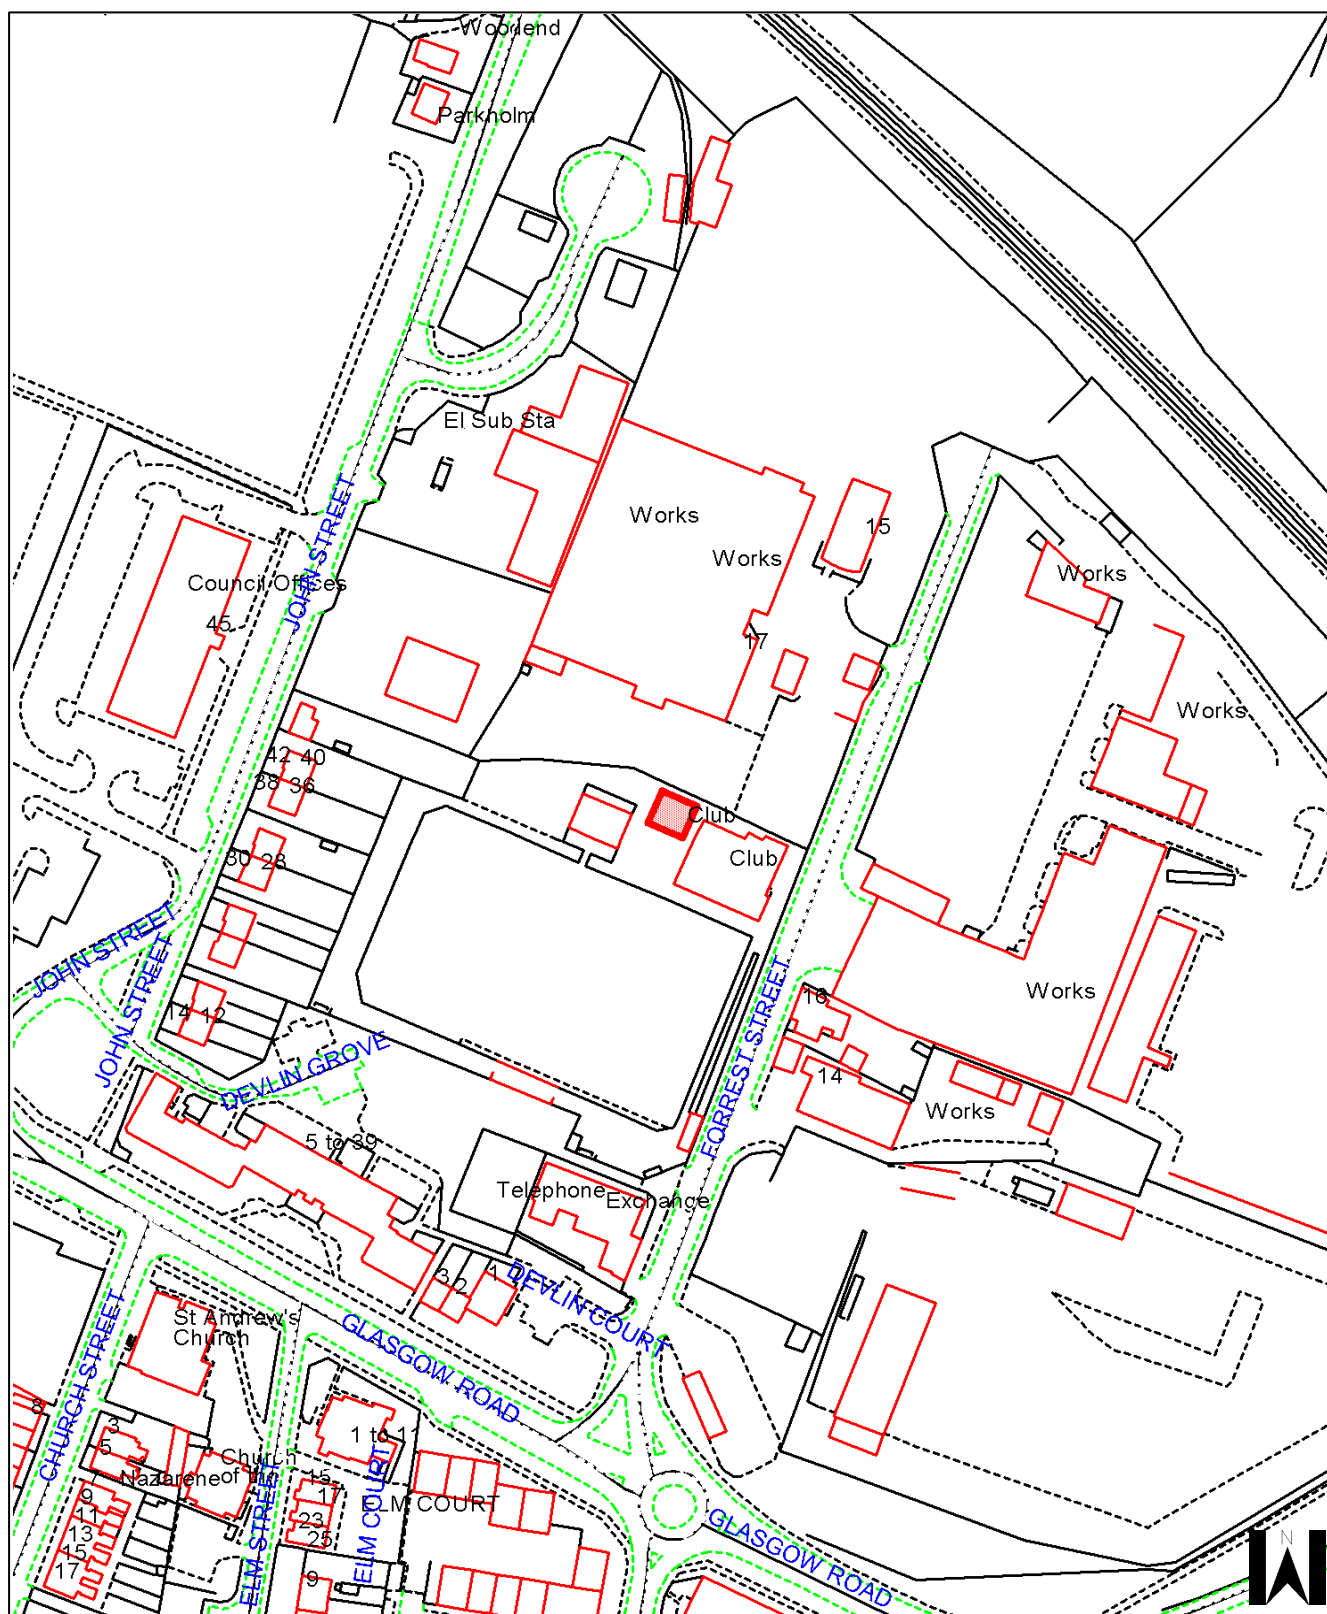 Woodend
Parkholm
El Sub Sta
Works
15
Works
Works
JOHN STREET
Council Offices
45
17
Works
42 40
38 36
Club
30 28
Club
JOHN STREET
JOHN STREET
14 12
16
Works
DEVLIN GROVE
FORREST STREET
14
Works
5 to 39
Telephone Exchange
3 2 1
DEVLIN COURT
St Andrew's
Church
GLASGOW ROAD
CHURCH STREET
8
3
5
1 to 11
Church
of the
Nazarene
15
17
ELM COURT
9
11
13
15
17
23
25
ELM STREET
ELM COURT
9
GLASGOW ROAD
N